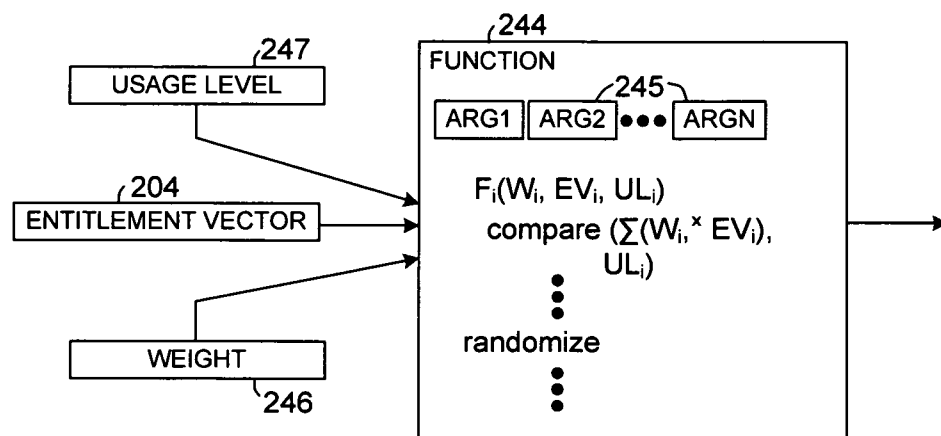 247
USAGE LEVEL
204
ENTITLEMENT VECTOR
WEIGHT
246
244
FUNCTION
245
ARG1 ARG2 ●●● ARGN
Fᵢ(Wᵢ, EVᵢ, ULᵢ)
compare (∑(Wᵢ,ˣ EVᵢ),
ULᵢ)
randomize